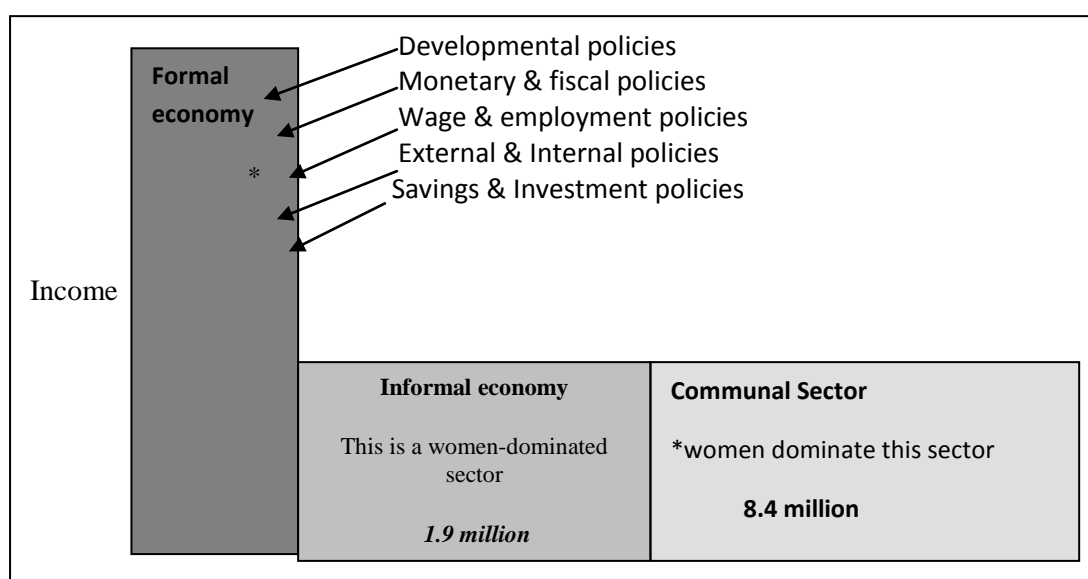 Developmental policies
Monetary & fiscal policies
Wage & employment policies
External & Internal policies
Savings & Investment policies
Formal
economy
*
Income
Informal economy
This is a women-dominated
sector
1.9 million
Communal Sector
*women dominate this sector
8.4 million